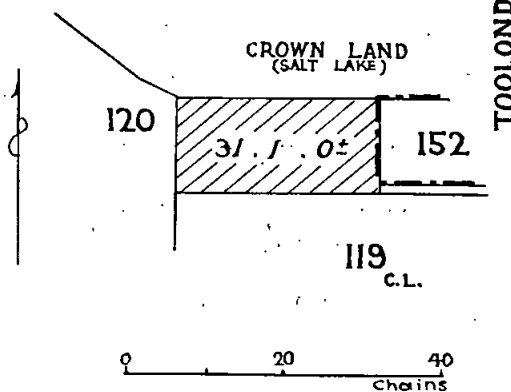 CROWN LAND
(SALT LAKE)
TOOLOND
120
31 . 1 . 0±
152
119
C.L.
0 20 40
Chains